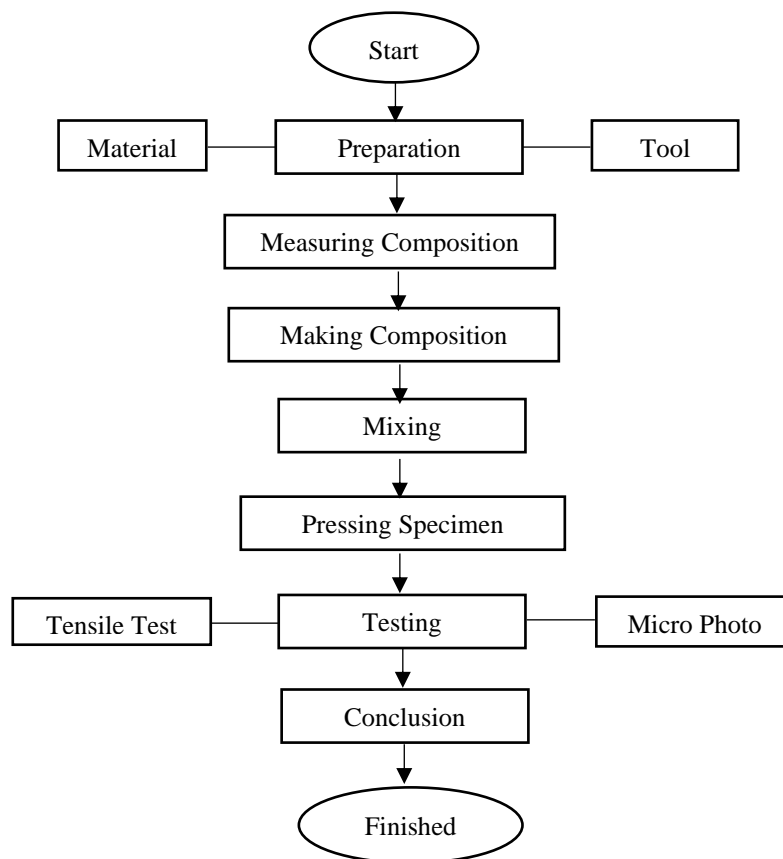 Start
Material
Preparation
Tool
Measuring Composition
Making Composition
Mixing
Pressing Specimen
Tensile Test
Testing
Micro Photo
Conclusion
Finished